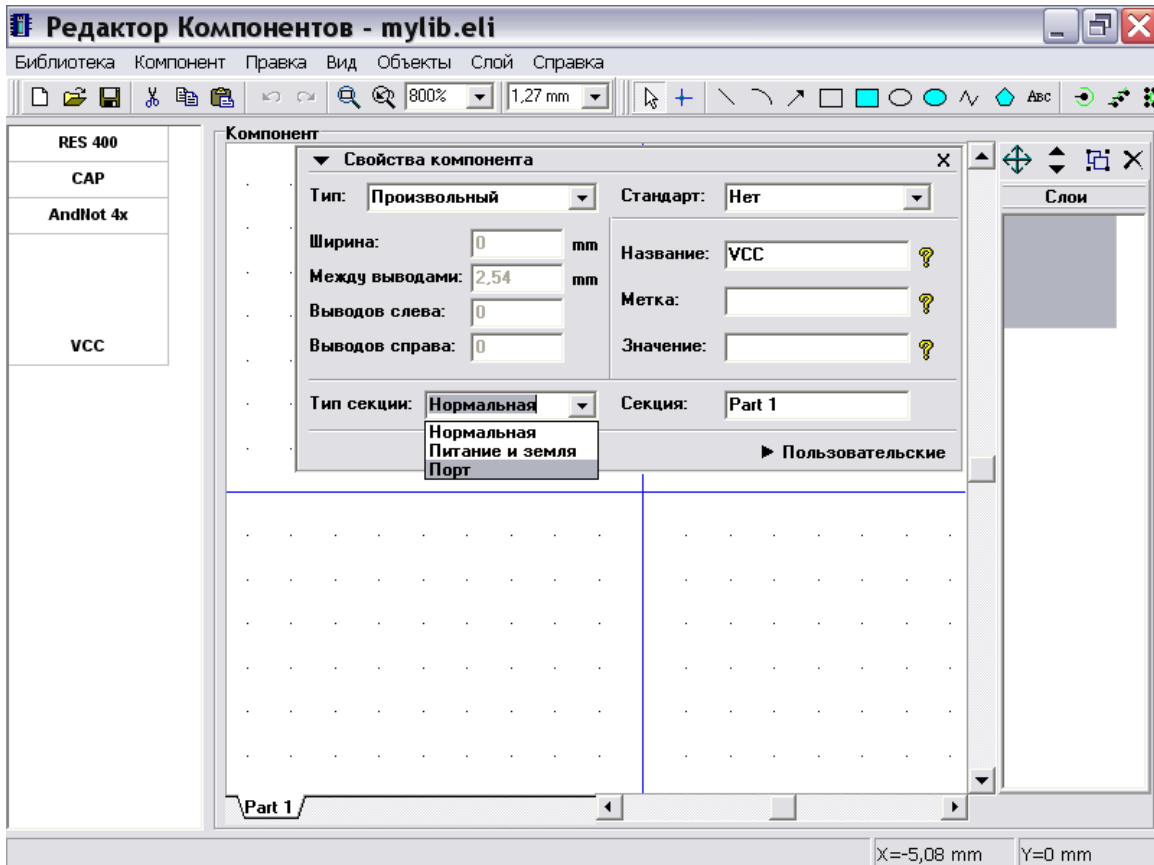 Редактор Компонентов - mylib.eli
Библиотека Компонент Правка Вид Объекты Слой Справка
800% 1,27 mm ABC
RES 400
CAP
AndNot 4x
VCC
Компонент
Свойства компонента x
Тип: Произвольный Стандарт: Нет
Ширина: 0 mm
Между выводами: 2,54 mm
Выводов слева: 0
Выводов справа: 0
Название: VCC ?
Метка: ?
Значение: ?
Тип секции: Нормальная Секция: Part 1
Нормальная
Питание и земля
Порт
Пользовательские
Слои
Part 1
X=-5,08 mm Y=0 mm